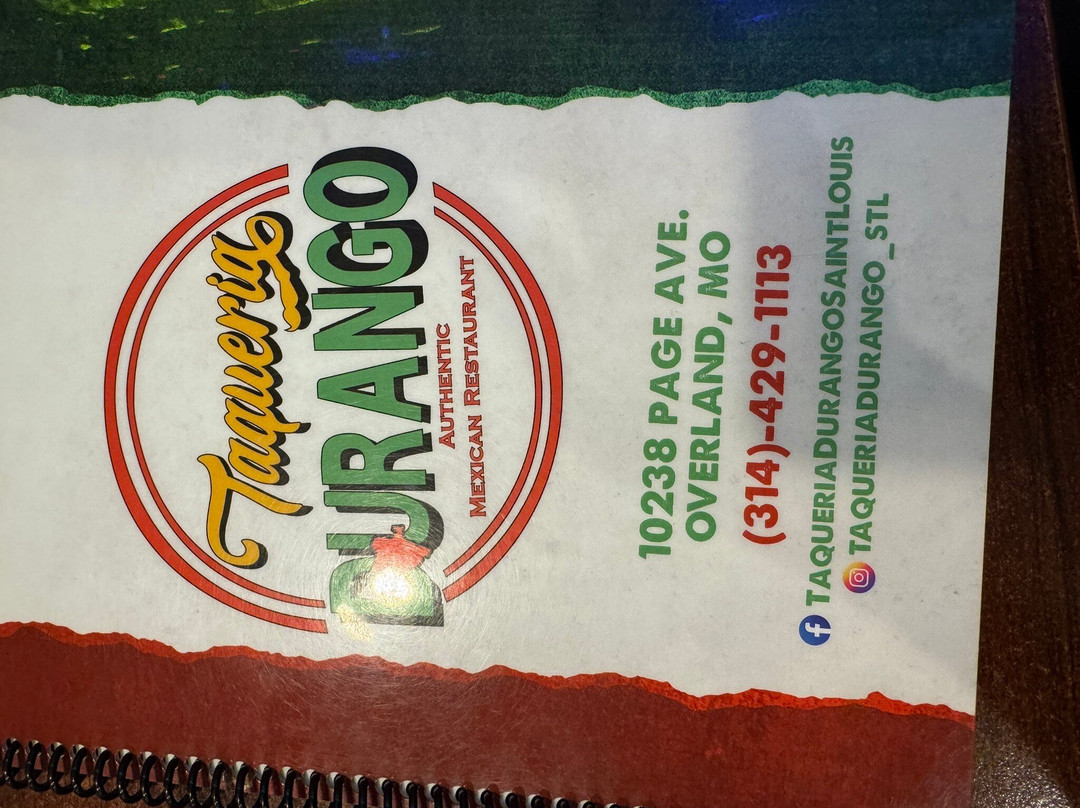 Taqueria
DURANGO
AUTHENTIC
MEXICAN RESTAURANT
10238 PAGE AVE.
OVERLAND, MO
(314)-429-1113
TAQUERIADURANGOSAINTLOUIS
TAQUERIADURANGO_STL